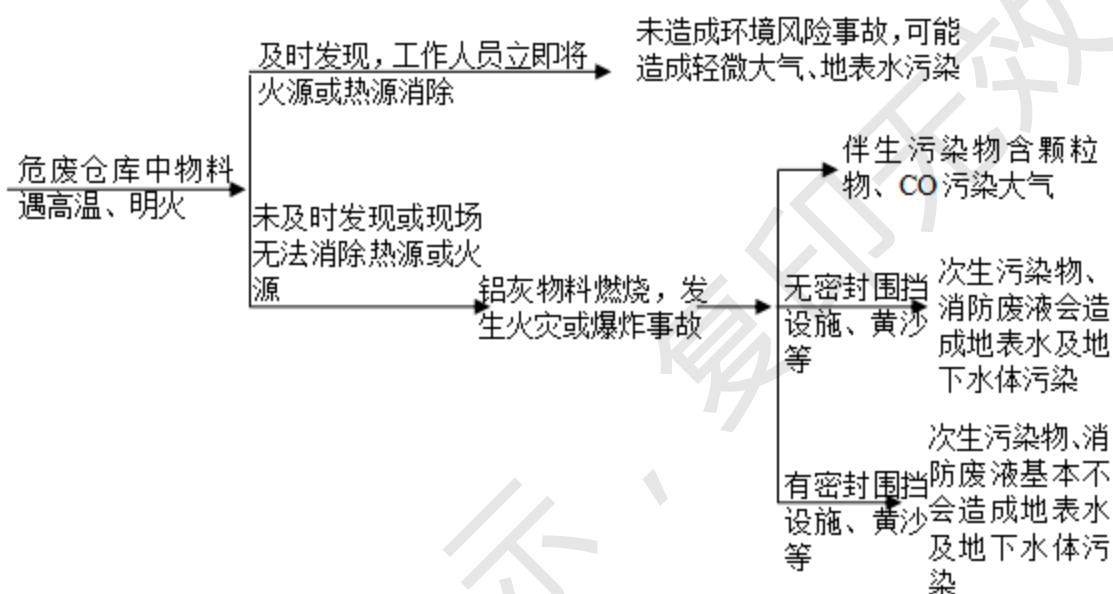 未造成环境风险事故，可能
造成轻微大气、地表水污染
及时发现，工作人员立即将
火源或热源消除
危废仓库中物料
遇高温、明火
未及时发现或现场
无法消除热源或火
源
铝灰物料燃烧，发
生火灾或爆炸事故
伴生污染物含颗粒
物、CO污染大气
无密封围挡
设施、黄沙
等
次生污染物、
消防废液会造
成地表水及地
下水体污染
有密封围挡
设施、黄沙
等
次生污染物、消
防废液基本不
会造成地表水
及地下水体污
染
示，复印无效